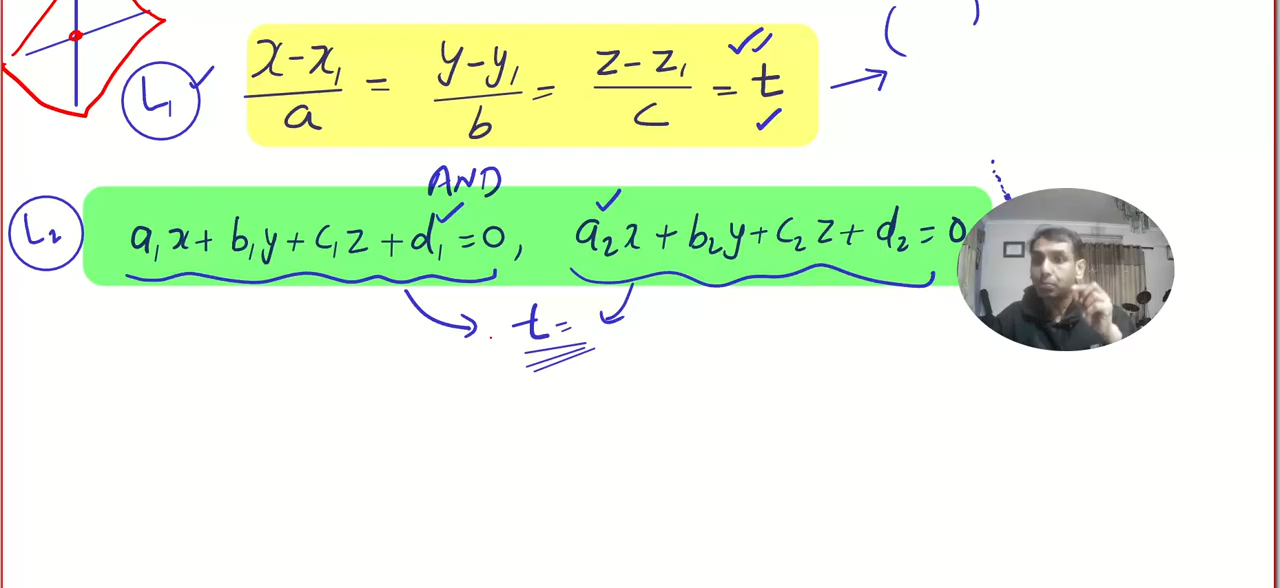 ( )
L₁ (x-x₁)/a = (y-y₁)/b = (z-z₁)/c = t
AND
L₂ a₁x + b₁y + c₁z + d₁ = 0, a₂x + b₂y + c₂z + d₂ = 0
t =